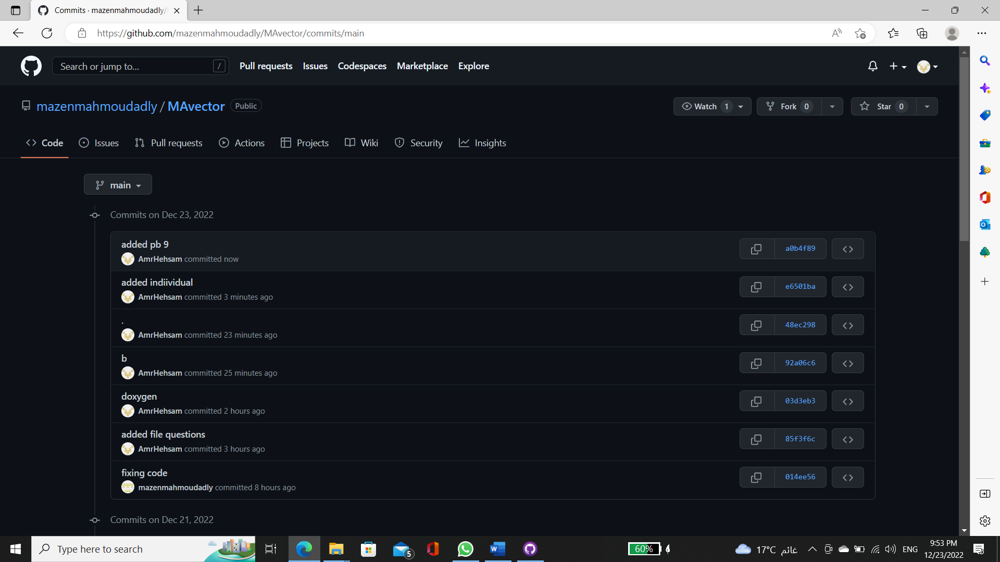 Commits · mazenmahmoudadly/
https://github.com/mazenmahmoudadly/MAvector/commits/main
Search or jump to... /
Pull requests Issues Codespaces Marketplace Explore
mazenmahmoudadly / MAvector Public
Watch 1 Fork 0 Star 0
Code Issues Pull requests Actions Projects Wiki Security Insights
main
Commits on Dec 23, 2022
added pb 9
AmrHehsam committed now
a0b4f89
added indiividual
AmrHehsam committed 3 minutes ago
e6501ba
.
AmrHehsam committed 23 minutes ago
48ec298
b
AmrHehsam committed 25 minutes ago
92a06c6
doxygen
AmrHehsam committed 2 hours ago
03d3eb3
added file questions
AmrHehsam committed 3 hours ago
85f3f6c
fixing code
mazenmahmoudadly committed 8 hours ago
014ee56
Commits on Dec 21, 2022
Type here to search
5
60%
17°C غائم
ENG
9:53 PM
12/23/2022